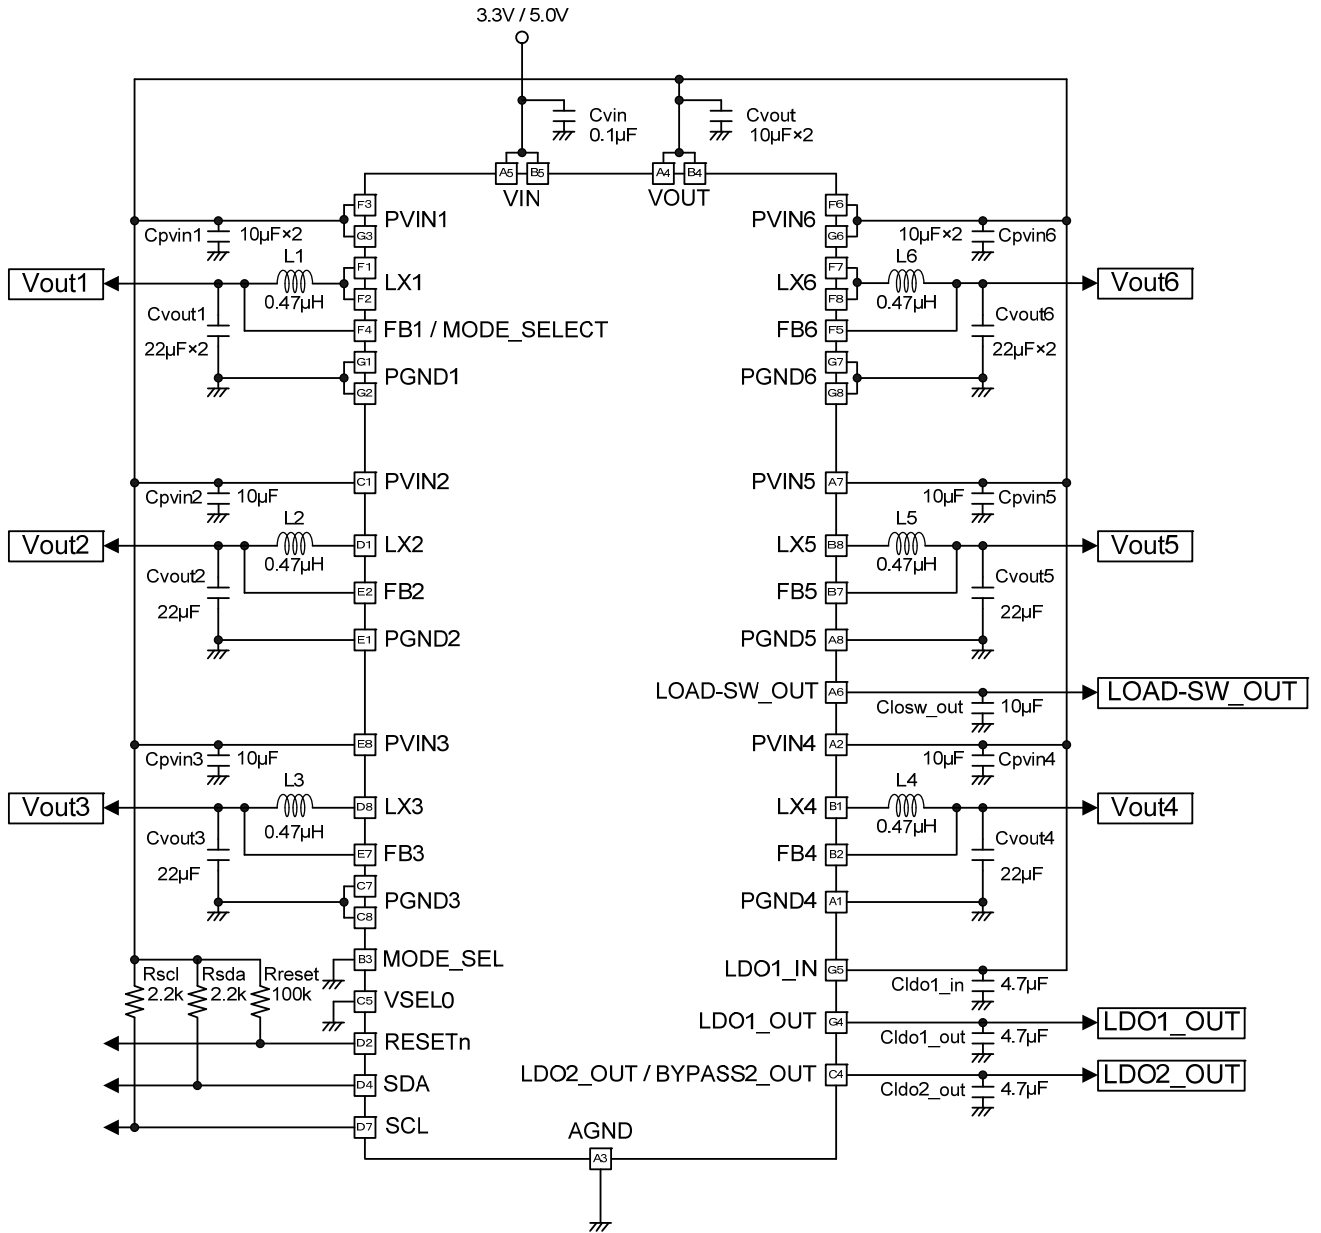 3.3V / 5.0V
Cvin
0.1μF
Cvout
10μF×2
A5 B5
A4 B4
VIN
VOUT
F3
G3
PVIN1
Cpvin1
10μF×2
Vout1
L1
0.47μH
F1
F2
LX1
Cvout1
22μF×2
F4
FB1 / MODE_SELECT
G1
G2
PGND1
PVIN6
F6
G6
10μF×2
Cpvin6
LX6
F7
F8
L6
0.47μH
Vout6
FB6
F5
Cvout6
22μF×2
PGND6
G7
G8
Cpvin2
10μF
C1
PVIN2
Vout2
L2
0.47μH
D1
LX2
Cvout2
22μF
E2
FB2
E1
PGND2
PVIN5
A7
10μF
Cpvin5
LX5
B8
L5
0.47μH
Vout5
FB5
B7
Cvout5
22μF
PGND5
A8
LOAD-SW_OUT
A6
Closw_out
10μF
LOAD-SW_OUT
Cpvin3
10μF
E8
PVIN3
Vout3
L3
0.47μH
D8
LX3
Cvout3
22μF
E7
FB3
C7
C8
PGND3
PVIN4
A2
10μF
Cpvin4
LX4
B1
L4
0.47μH
Vout4
FB4
B2
Cvout4
22μF
PGND4
A1
B3
MODE_SEL
Rscl
2.2k
Rsda
2.2k
Rreset
100k
C5
VSEL0
D2
RESETn
D4
SDA
D7
SCL
LDO1_IN
G5
Cldo1_in
4.7μF
LDO1_OUT
G4
Cldo1_out
4.7μF
LDO1_OUT
LDO2_OUT / BYPASS2_OUT
C4
Cldo2_out
4.7μF
LDO2_OUT
AGND
A3